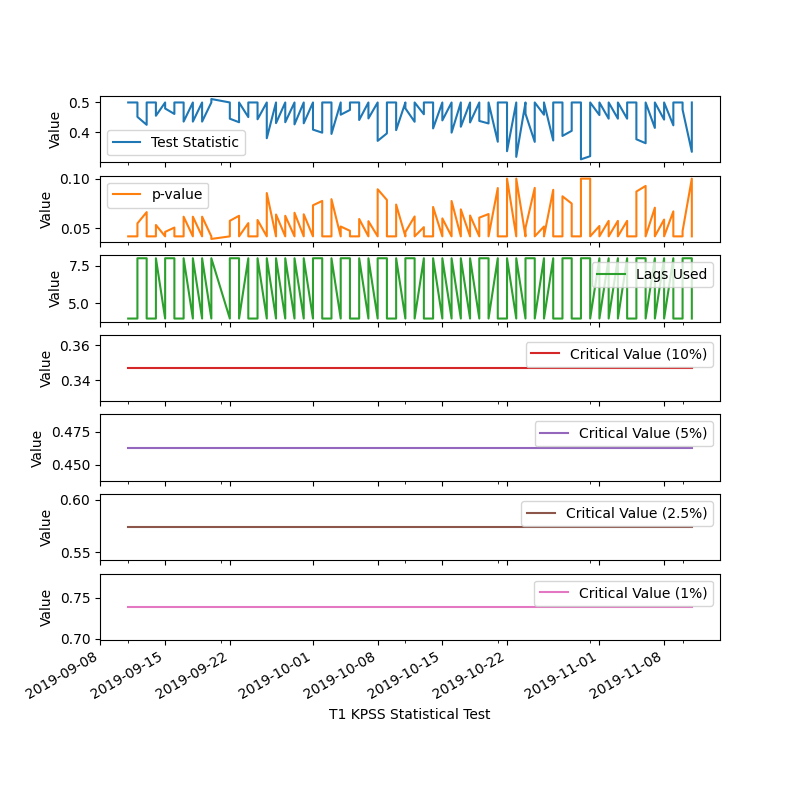 0.5
0.4
Value
Test Statistic
0.10
0.05
Value
p-value
7.5
5.0
Value
Lags Used
0.36
0.34
Value
Critical Value (10%)
0.475
0.450
Value
Critical Value (5%)
0.60
0.55
Value
Critical Value (2.5%)
0.75
0.70
Value
Critical Value (1%)
2019-09-08
2019-09-15
2019-09-22
2019-10-01
2019-10-08
2019-10-15
2019-10-22
2019-11-01
2019-11-08
T1 KPSS Statistical Test